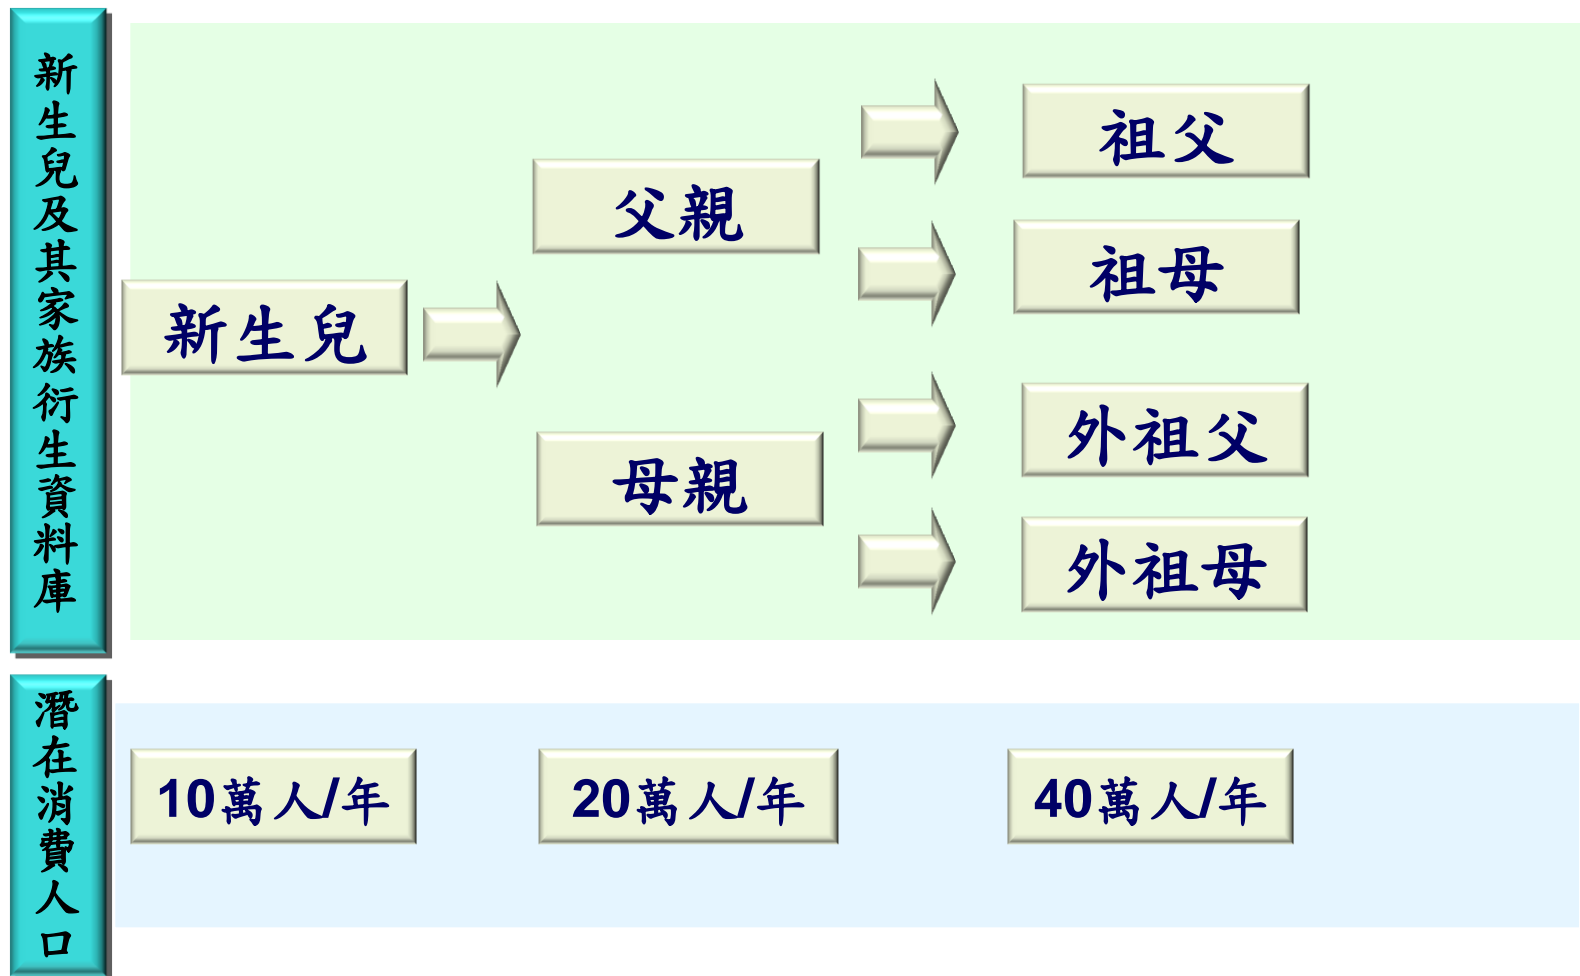 新生兒及其家族衍生資料庫
新生兒
父親
母親
祖父
祖母
外祖父
外祖母
潛在消費人口
10萬人/年
20萬人/年
40萬人/年